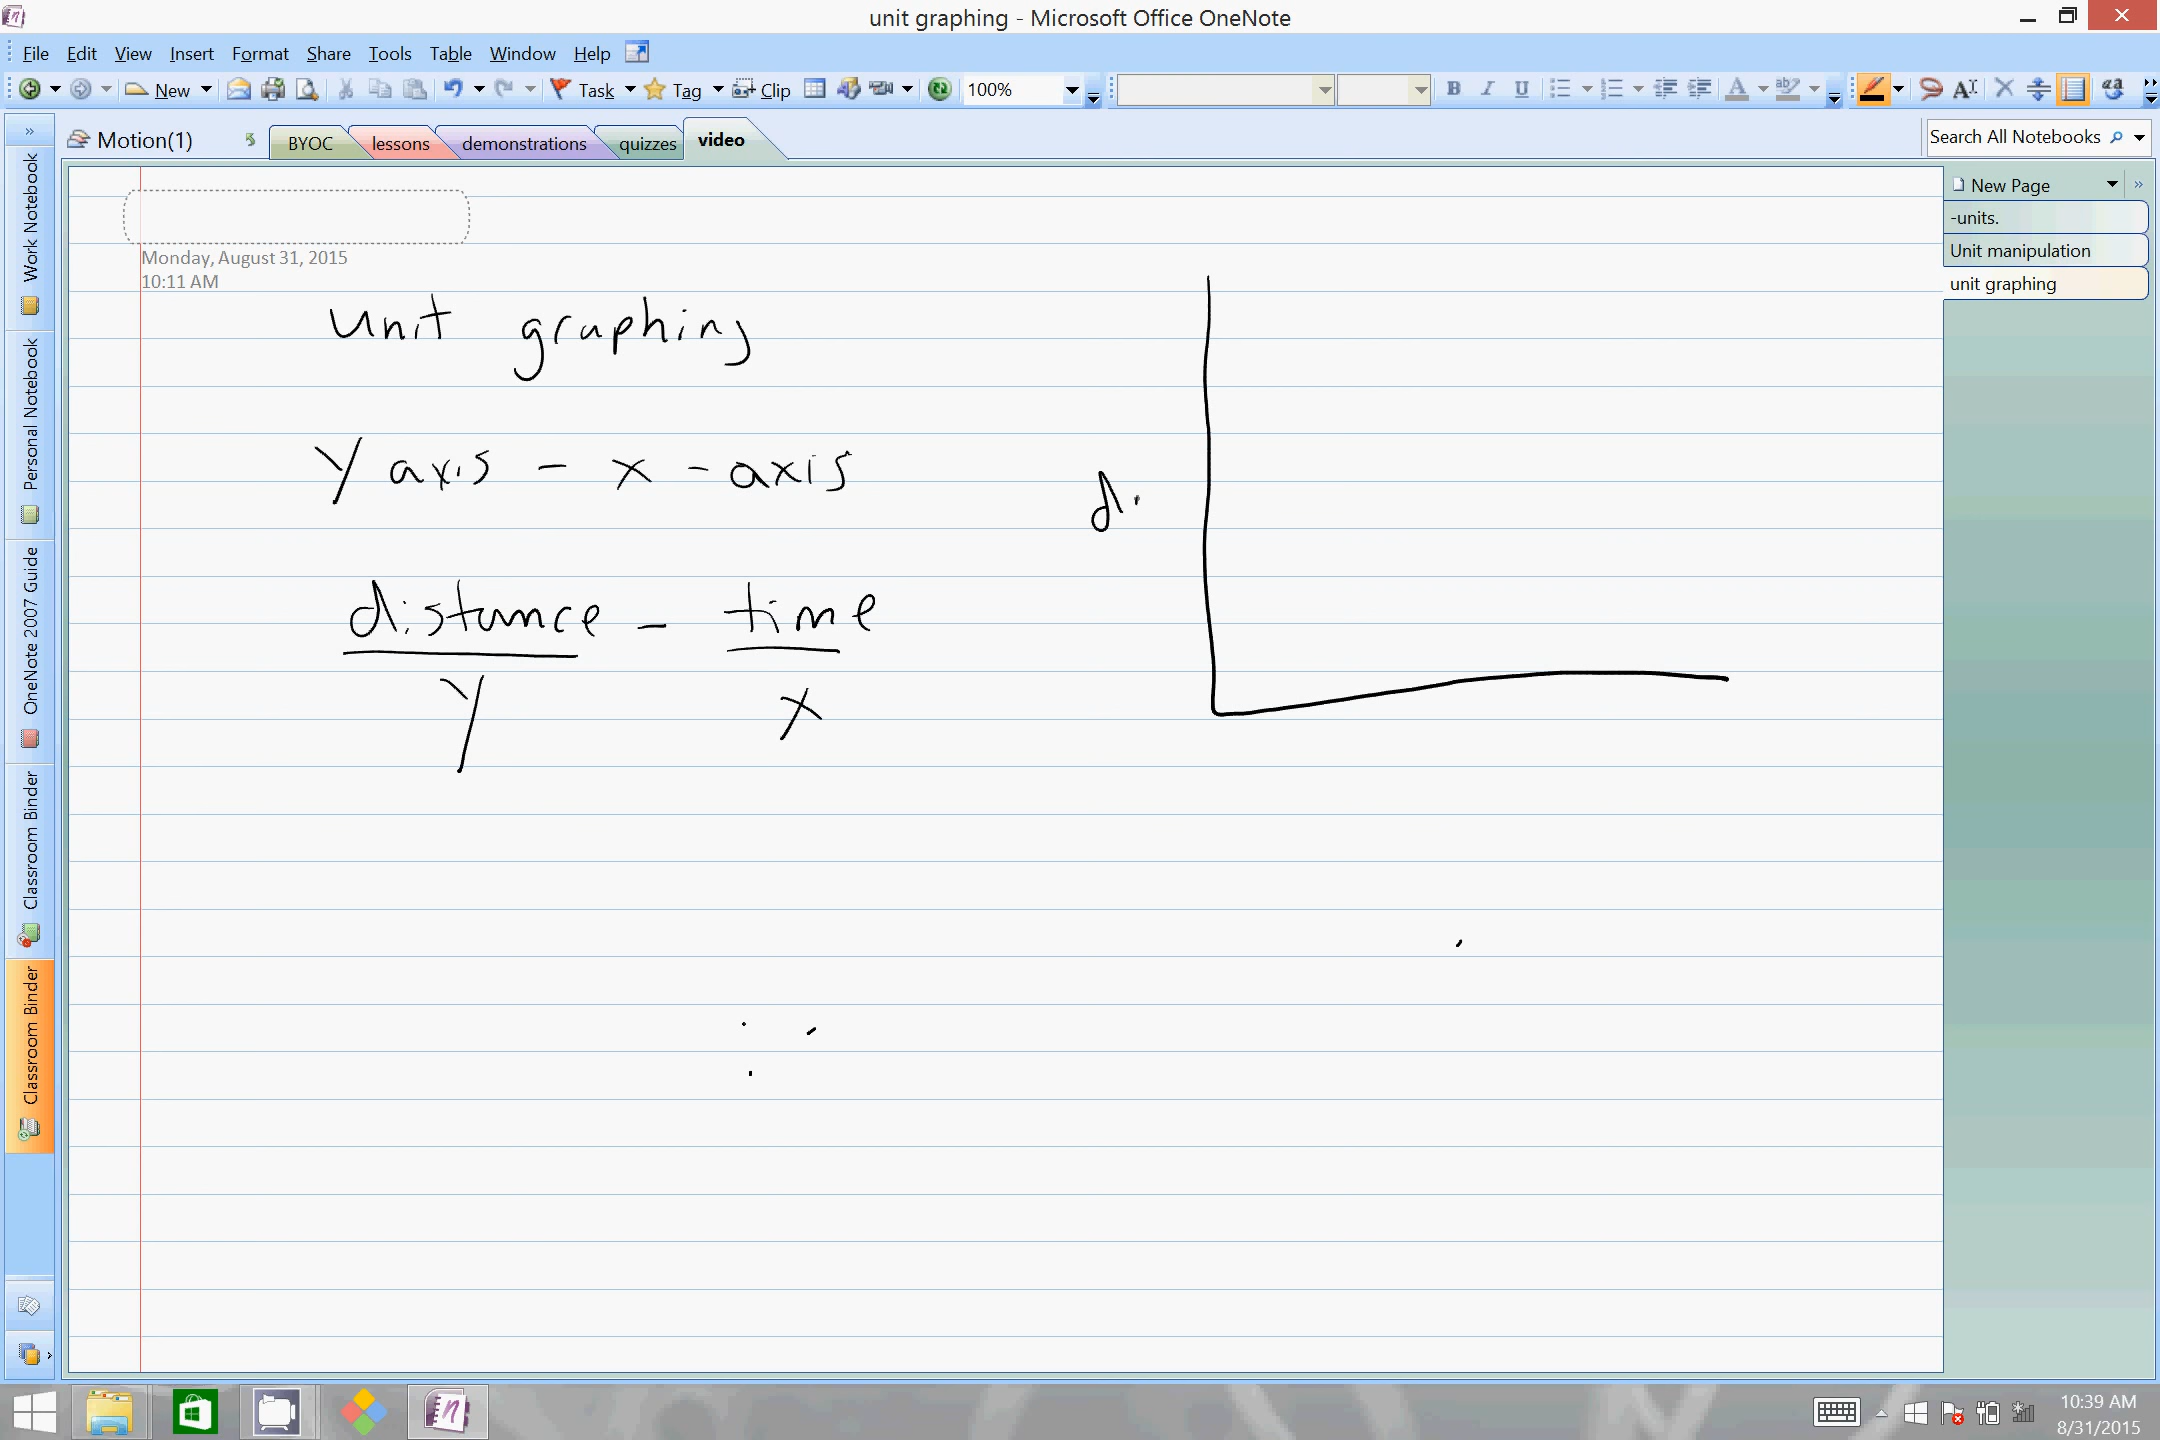 unit graphing - Microsoft Office OneNote
File Edit View Insert Format Share Tools Table Window Help
New Task Tag Clip 100% B I U A ab A
Motion(1) BYOC lessons demonstrations quizzes video Search All Notebooks
Work Notebook
Personal Notebook
OneNote 2007 Guide
Classroom Binder
Classroom Binder
New Page
-units.
Unit manipulation
unit graphing
Monday, August 31, 2015
10:11 AM
unit graphing
Y axis - x - axis
di
distance - time
Y x
10:39 AM
8/31/2015